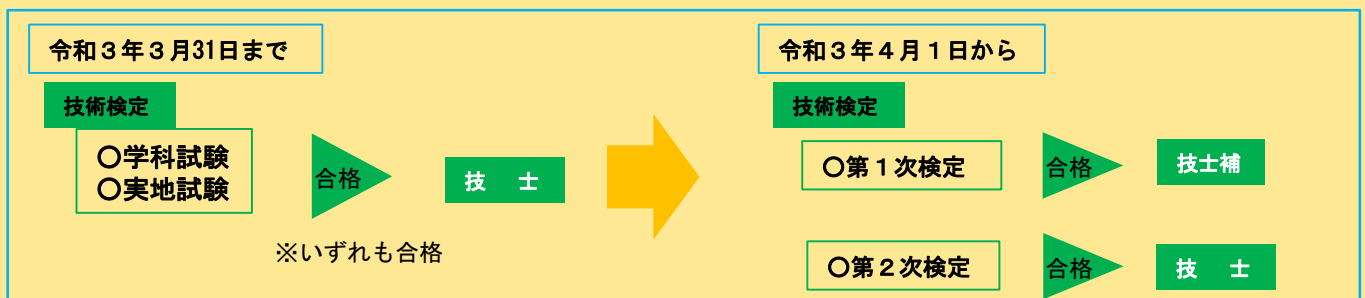 令和３年３月31日まで
技術検定
〇学科試験
〇実地試験
合格
技　士
※いずれも合格
令和３年４月１日から
技術検定
〇第１次検定
合格
技士補
〇第２次検定
合格
技　士